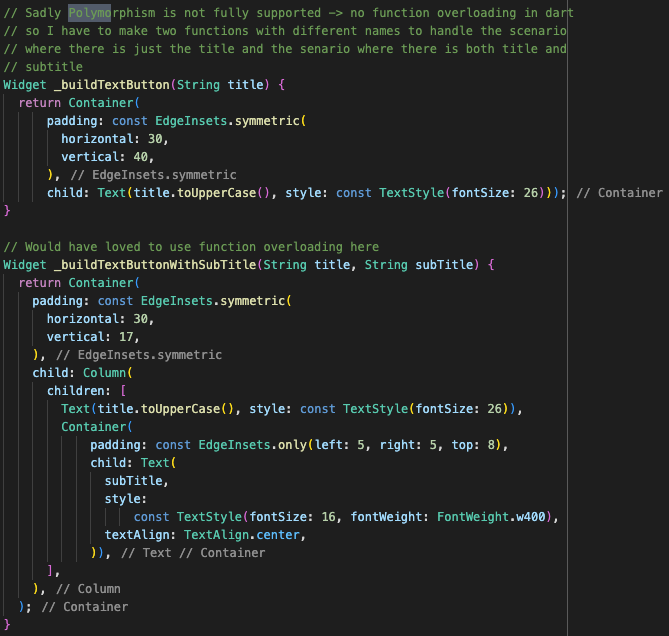 // Sadly Polymorphism is not fully supported -> no function overloading in dart
// so I have to make two functions with different names to handle the scenario
// where there is just the title and the senario where there is both title and
// subtitle
Widget _buildTextButton(String title) {
  return Container(
      padding: const EdgeInsets.symmetric(
        horizontal: 30,
        vertical: 40,
      ), // EdgeInsets.symmetric
      child: Text(title.toUpperCase(), style: const TextStyle(fontSize: 26))); // Container
}

// Would have loved to use function overloading here
Widget _buildTextButtonWithSubTitle(String title, String subTitle) {
  return Container(
    padding: const EdgeInsets.symmetric(
      horizontal: 30,
      vertical: 17,
    ), // EdgeInsets.symmetric
    child: Column(
      children: [
        Text(title.toUpperCase(), style: const TextStyle(fontSize: 26)),
        Container(
            padding: const EdgeInsets.only(left: 5, right: 5, top: 8),
            child: Text(
              subTitle,
              style:
                  const TextStyle(fontSize: 16, fontWeight: FontWeight.w400),
              textAlign: TextAlign.center,
            )), // Text // Container
      ],
    ), // Column
  ); // Container
}